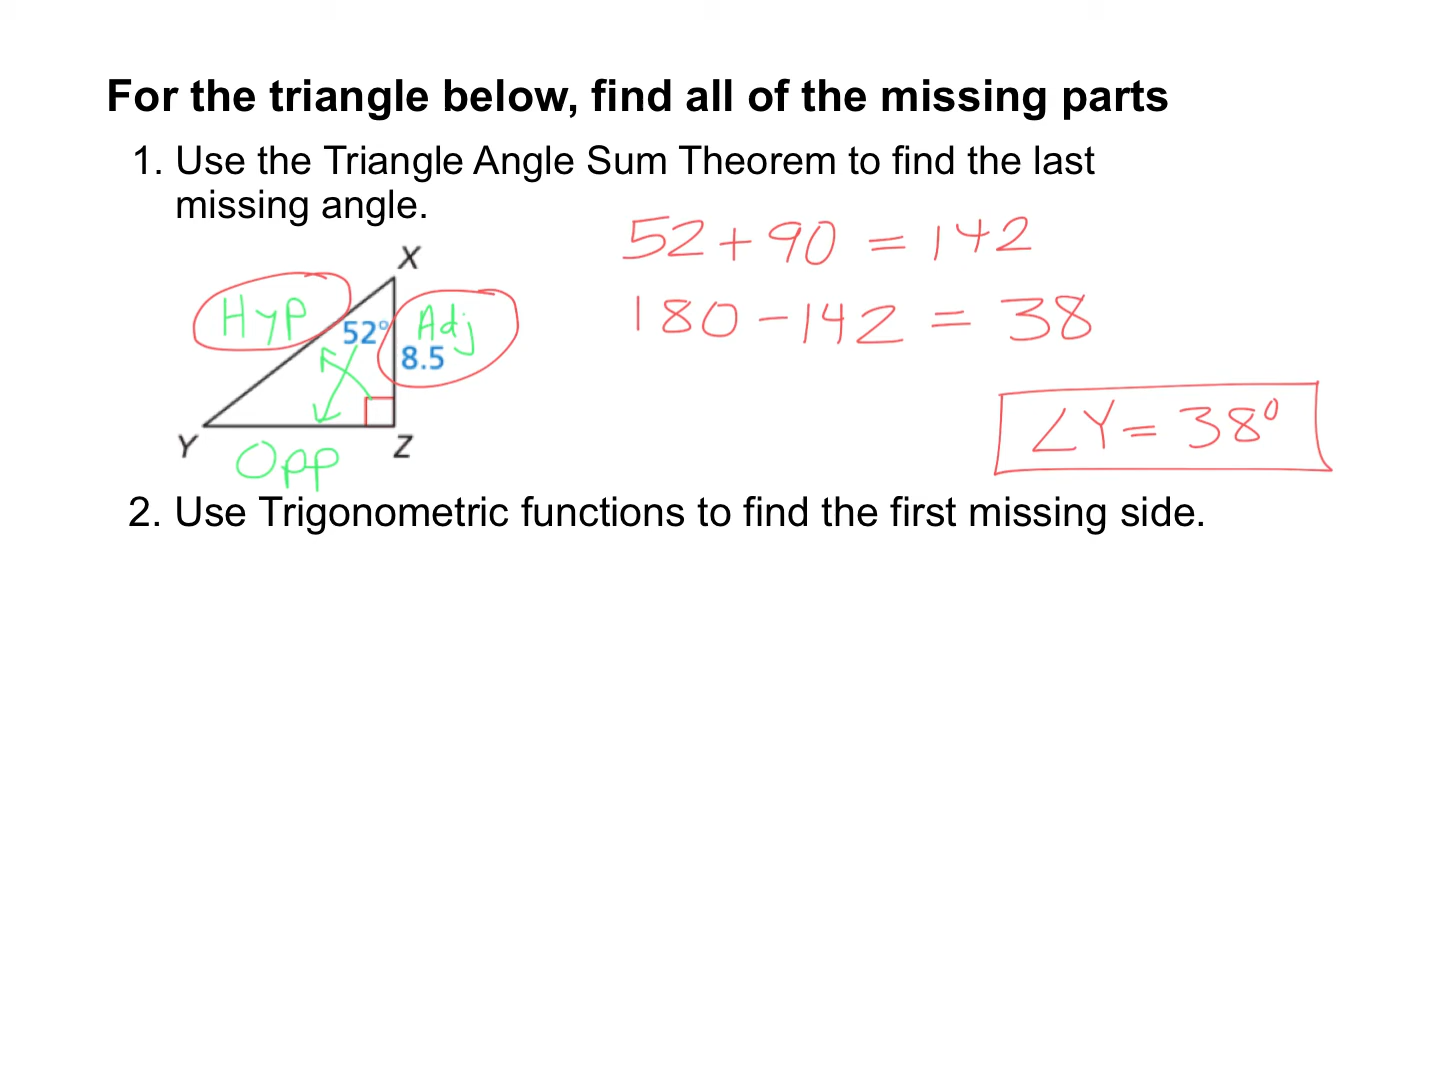 For the triangle below, find all of the missing parts
1. Use the Triangle Angle Sum Theorem to find the last
missing angle.
52 + 90 = 142
X
Hyp
52° Adj
180 - 142 = 38
8.5
∠Y = 38°
Y
Opp
Z
2. Use Trigonometric functions to find the first missing side.